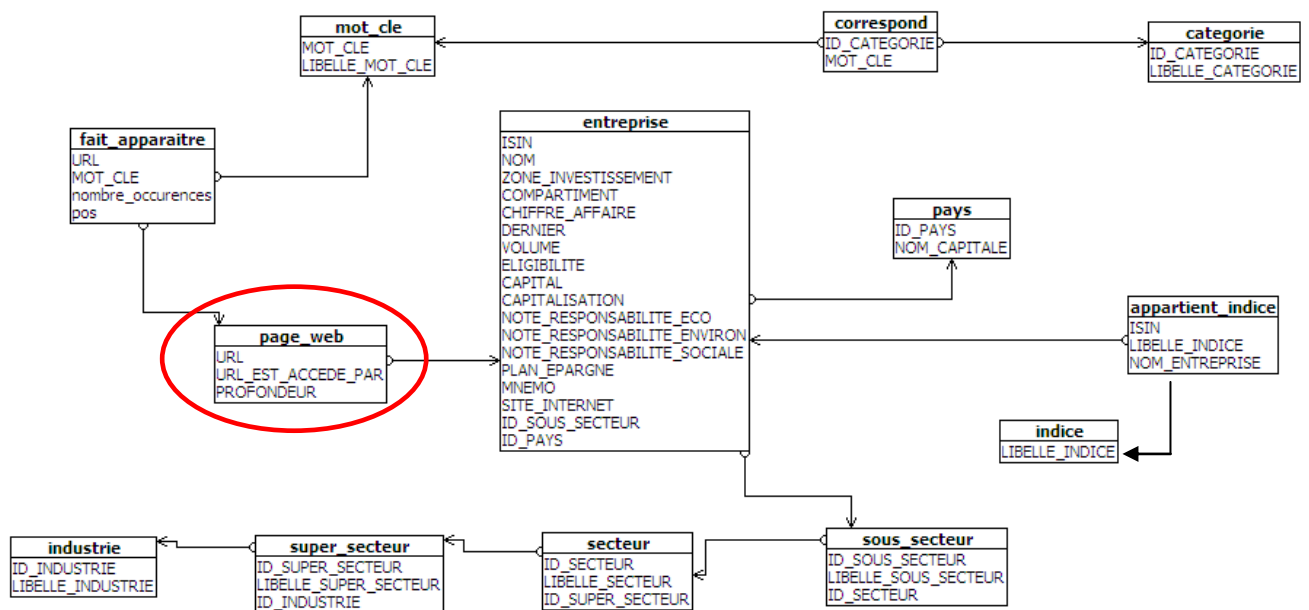 mot_cle
MOT_CLE
LIBELLE_MOT_CLE
correspond
ID_CATEGORIE
MOT_CLE
categorie
ID_CATEGORIE
LIBELLE_CATEGORIE
fait_apparaitre
URL
MOT_CLE
nombre_occurences
pos
entreprise
ISIN
NOM
ZONE_INVESTISSEMENT
COMPARTIMENT
CHIFFRE_AFFAIRE
DERNIER
VOLUME
ELIGIBILITE
CAPITAL
CAPITALISATION
NOTE_RESPONSABILITE_ECO
NOTE_RESPONSABILITE_ENVIRON
NOTE_RESPONSABILITE_SOCIALE
PLAN_EPARGNE
MNEMO
SITE_INTERNET
ID_SOUS_SECTEUR
ID_PAYS
pays
ID_PAYS
NOM_CAPITALE
page_web
URL
URL_EST_ACCEDE_PAR
PROFONDEUR
appartient_indice
ISIN
LIBELLE_INDICE
NOM_ENTREPRISE
indice
LIBELLE_INDICE
industrie
ID_INDUSTRIE
LIBELLE_INDUSTRIE
super_secteur
ID_SUPER_SECTEUR
LIBELLE_SUPER_SECTEUR
ID_INDUSTRIE
secteur
ID_SECTEUR
LIBELLE_SECTEUR
ID_SUPER_SECTEUR
sous_secteur
ID_SOUS_SECTEUR
LIBELLE_SOUS_SECTEUR
ID_SECTEUR